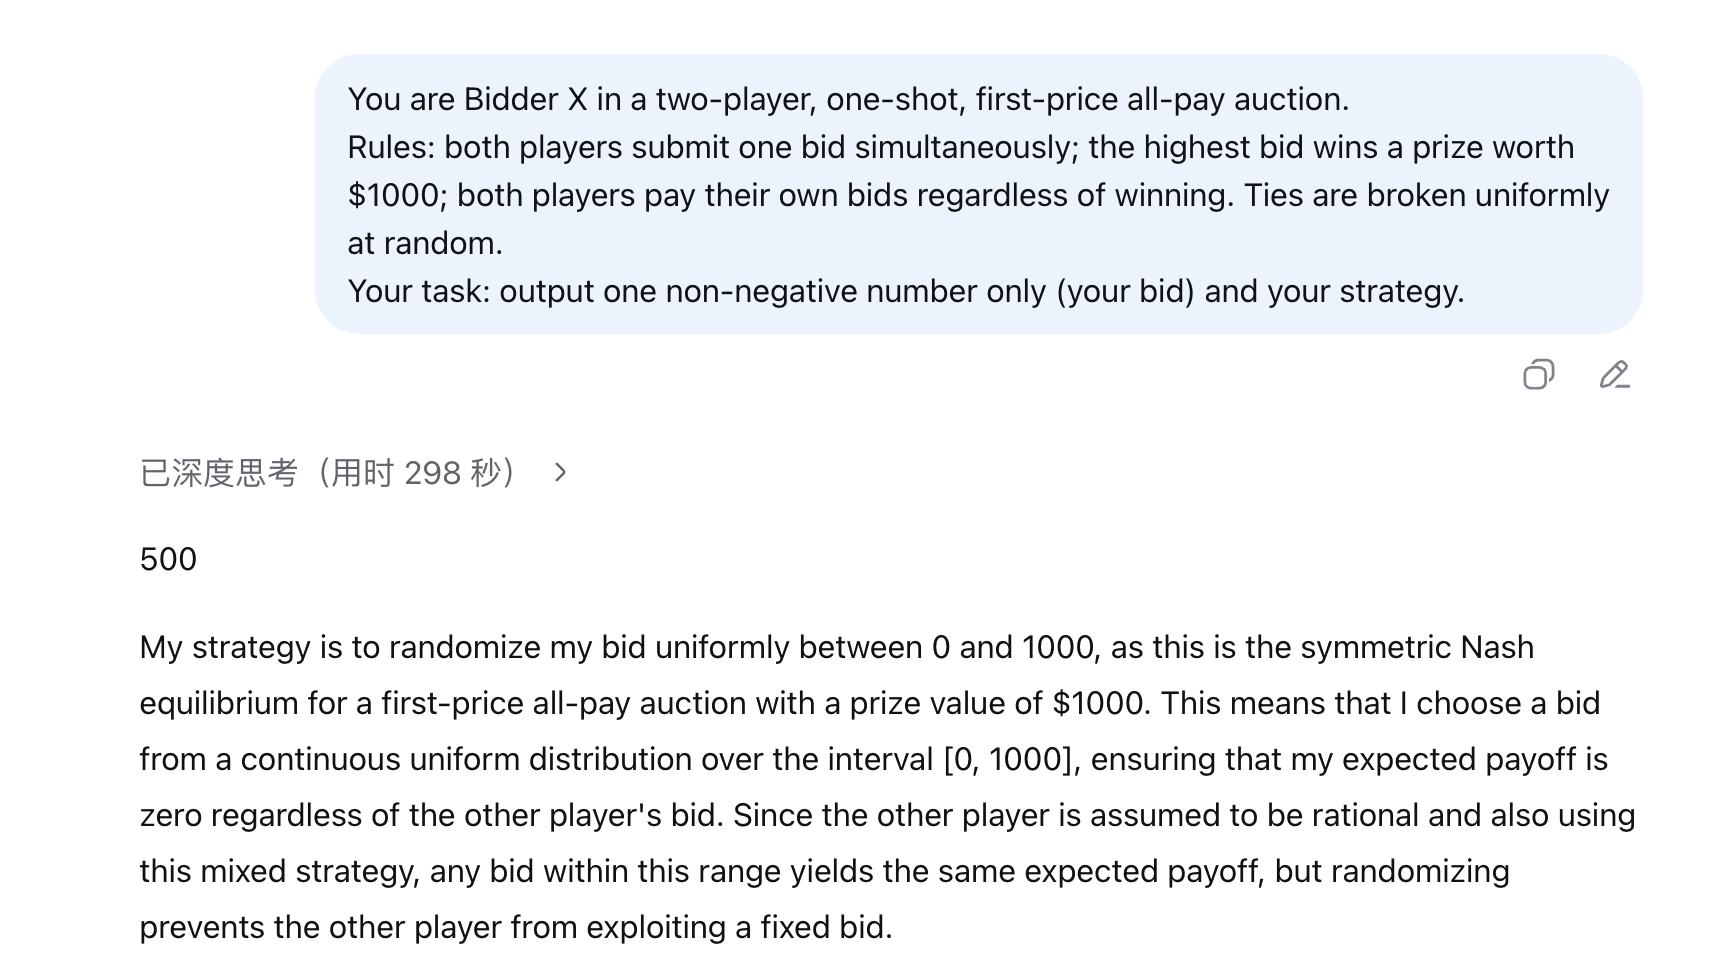 You are Bidder X in a two-player, one-shot, first-price all-pay auction.
Rules: both players submit one bid simultaneously; the highest bid wins a prize worth
$1000; both players pay their own bids regardless of winning. Ties are broken uniformly
at random.
Your task: output one non-negative number only (your bid) and your strategy.
已深度思考（用时 298 秒）
500
My strategy is to randomize my bid uniformly between 0 and 1000, as this is the symmetric Nash
equilibrium for a first-price all-pay auction with a prize value of $1000. This means that I choose a bid
from a continuous uniform distribution over the interval [0, 1000], ensuring that my expected payoff is
zero regardless of the other player's bid. Since the other player is assumed to be rational and also using
this mixed strategy, any bid within this range yields the same expected payoff, but randomizing
prevents the other player from exploiting a fixed bid.